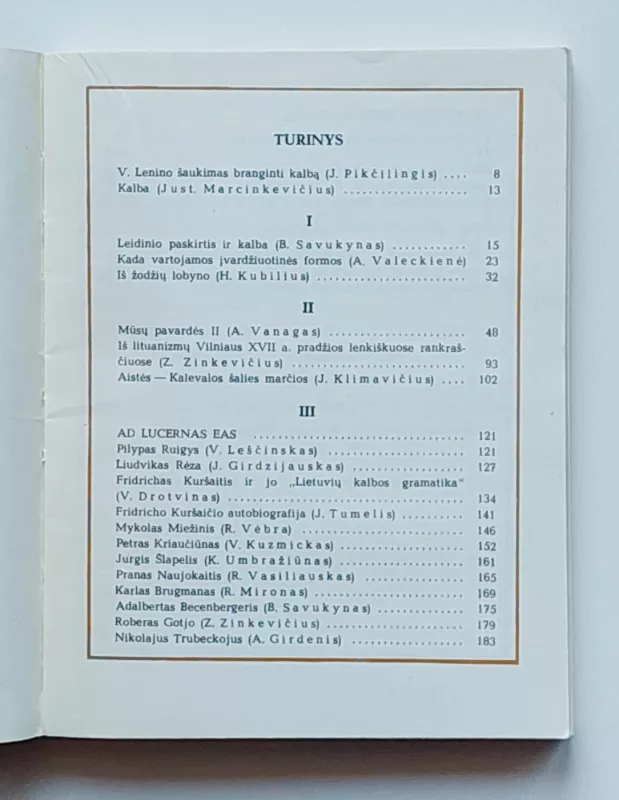 TURINYS
V. Lenino šaukimas branginti kalbą (J. Pikčilingis) .... 8
Kalba (Just. Marcinkevičius) .................... 13
I
Leidinio paskirtis ir kalba (B. Savukynas) ............ 15
Kada vartojamos įvardžiuotinės formos (A. Valeckienė) 23
Iš žodžių lobyno (H. Kubilius) ........................ 32
II
Mūsų pavardės II (A. Vanagas) ...................... 48
Iš lituanizmų Vilniaus XVII a. pradžios lenkiškuose rankraš-
čiuose (Z. Zinkevičius) ............................ 93
Aistės — Kalevalos šalies marčios (J. Klimavičius) .... 102
III
AD LUCERNAS EAS .................................. 121
Pilypas Ruigys (V. Leščinskas) ...................... 121
Liudvikas Rėza (J. Girdzijauskas) .................. 127
Fridrichas Kuršaitis ir jo „Lietuvių kalbos gramatika“
(V. Drotvinas) .................................. 134
Fridricho Kuršaičio autobiografija (J. Tumelis) .......... 141
Mykolas Miežinis (R. Vėbra) ........................ 146
Petras Kriaučiūnas (V. Kuzmickas) .................... 152
Jurgis Šlapelis (K. Umbražiūnas) .................... 161
Pranas Naujokaitis (R. Vasiliauskas) ................ 165
Karlas Brugmanas (R. Mironas) ...................... 169
Adalbertas Becenbergeris (B. Savukynas) .............. 175
Roberas Gotjo (Z. Zinkevičius) ...................... 179
Nikolajus Trubeckojus (A. Girdenis) .................. 183